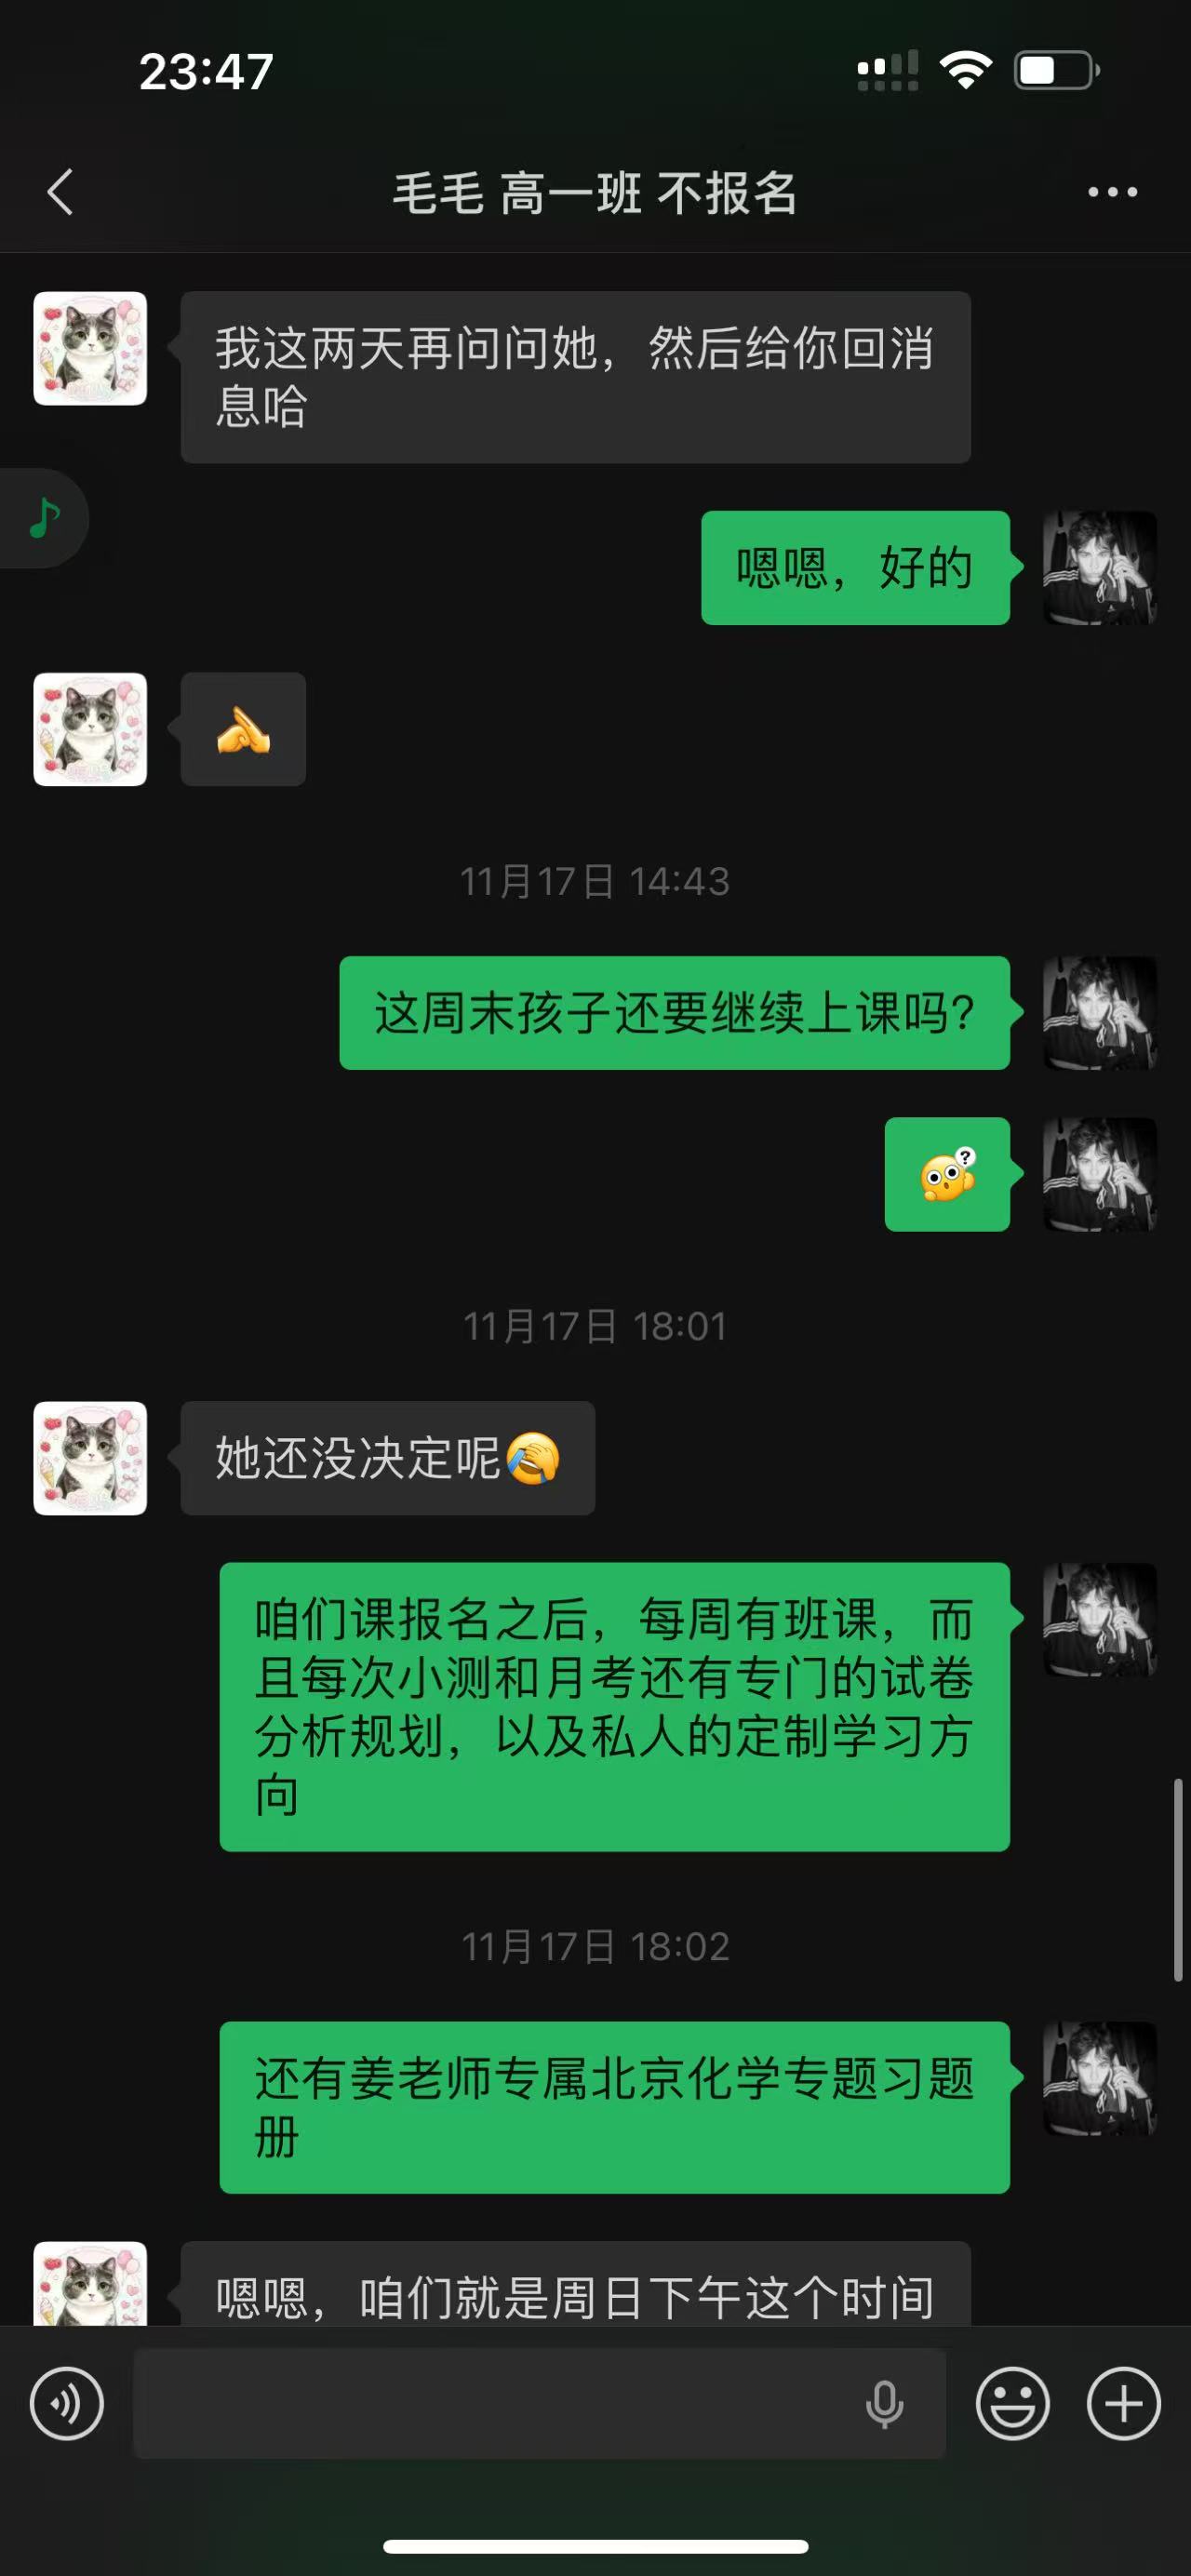 23:47
毛毛 高一班 不报名
我这两天再问问她，然后给你回消
息哈
嗯嗯，好的
11月17日 14:43
这周末孩子还要继续上课吗?
?
11月17日 18:01
她还没决定呢
咱们课报名之后，每周有班课，而
且每次小测和月考还有专门的试卷
分析规划，以及私人的定制学习方
向
11月17日 18:02
还有姜老师专属北京化学专题习题
册
嗯嗯，咱们就是周日下午这个时间